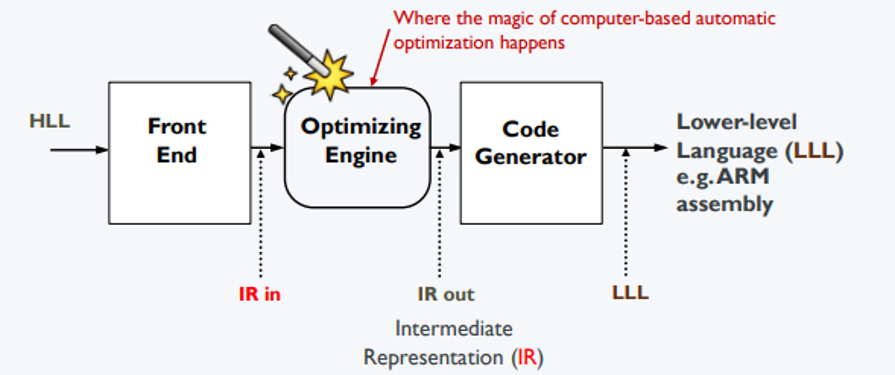 Where the magic of computer-based automatic
optimization happens
HLL
Front
End
Optimizing
Engine
Code
Generator
Lower-level
Language (LLL)
e.g. ARM
assembly
IR in
IR out
LLL
Intermediate
Representation (IR)